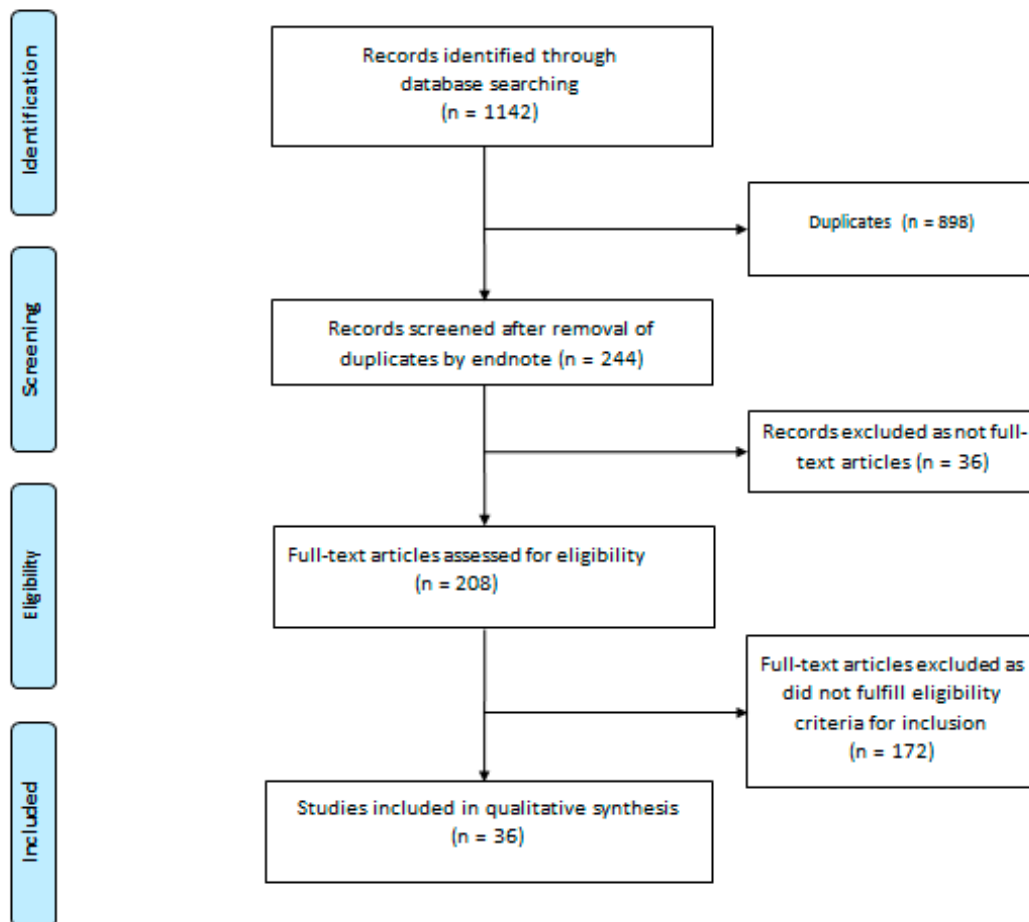 Identification
Records identified through
database searching
(n = 1142)
Duplicates (n = 898)
Screening
Records screened after removal of
duplicates by endnote (n = 244)
Records excluded as not full-
text articles (n = 36)
Eligibility
Full-text articles assessed for eligibility
(n = 208)
Full-text articles excluded as
did not fulfill eligibility
criteria for inclusion
(n = 172)
Included
Studies included in qualitative synthesis
(n = 36)